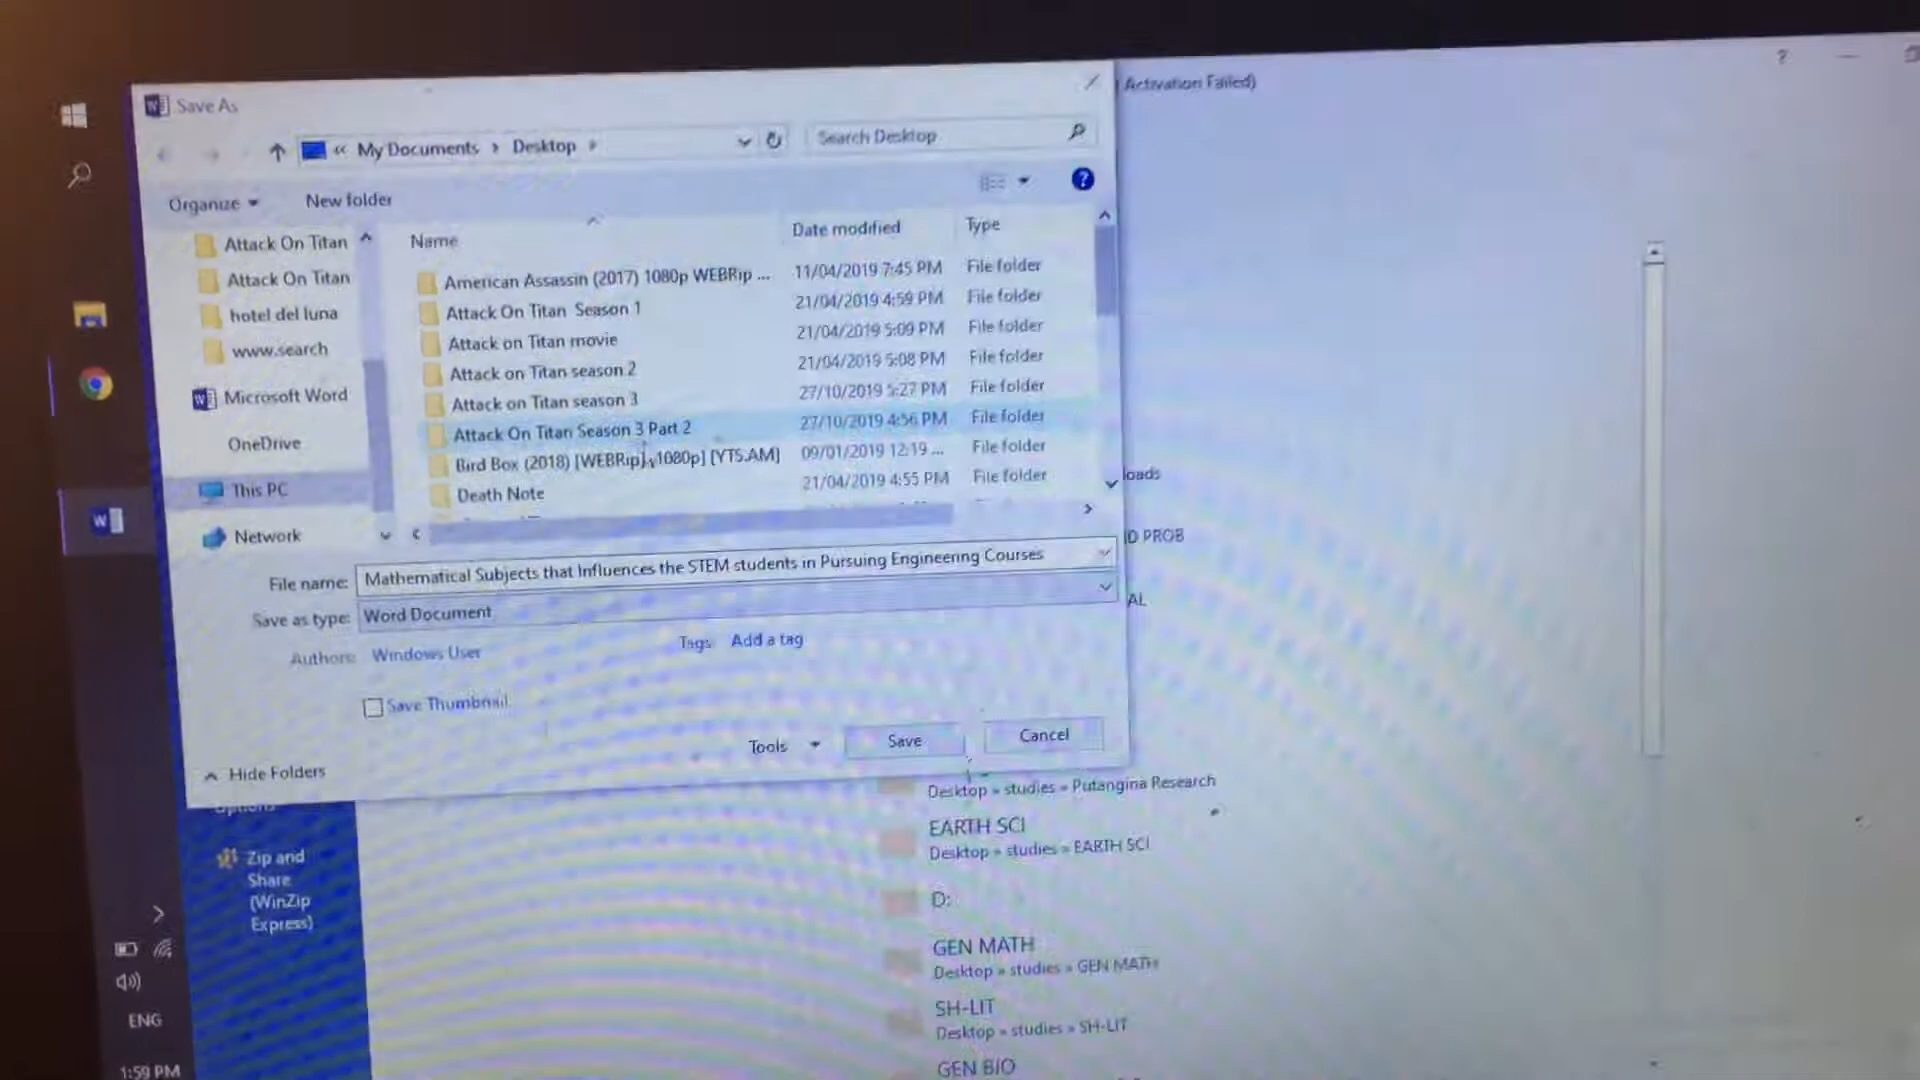 Save As
Activation Failed)
My Documents > Desktop >
Search Desktop
Organize
New folder
Attack On Titan
Attack On Titan
hotel del luna
www.search
Microsoft Word
OneDrive
This PC
Network
Name
Date modified
Type
American Assassin (2017) 1080p WEBRip ...
11/04/2019 7:45 PM
File folder
Attack On Titan Season 1
21/04/2019 4:59 PM
File folder
Attack on Titan movie
21/04/2019 5:09 PM
File folder
Attack on Titan season 2
21/04/2019 5:08 PM
File folder
Attack on Titan season 3
27/10/2019 5:27 PM
File folder
Attack On Titan Season 3 Part 2
27/10/2019 4:56 PM
File folder
Bird Box (2018) [WEBRip] [1080p] [YTS.AM]
09/01/2019 12:19 ...
File folder
Death Note
21/04/2019 4:55 PM
File folder
File name: Mathematical Subjects that Influences the STEM students in Pursuing Engineering Courses
Save as type: Word Document
Authors: Windows User
Tags: Add a tag
Save Thumbnail
Tools
Save
Cancel
Hide Folders
loads
D PROB
AL
Options
Zip and
Share
(WinZip
Express)
Desktop » studies » Putangina Research
EARTH SCI
Desktop » studies » EARTH SCI
D:
GEN MATH
Desktop » studies » GEN MATH
SH-LIT
Desktop » studies » SH-LIT
GEN BIO
ENG
1:59 PM